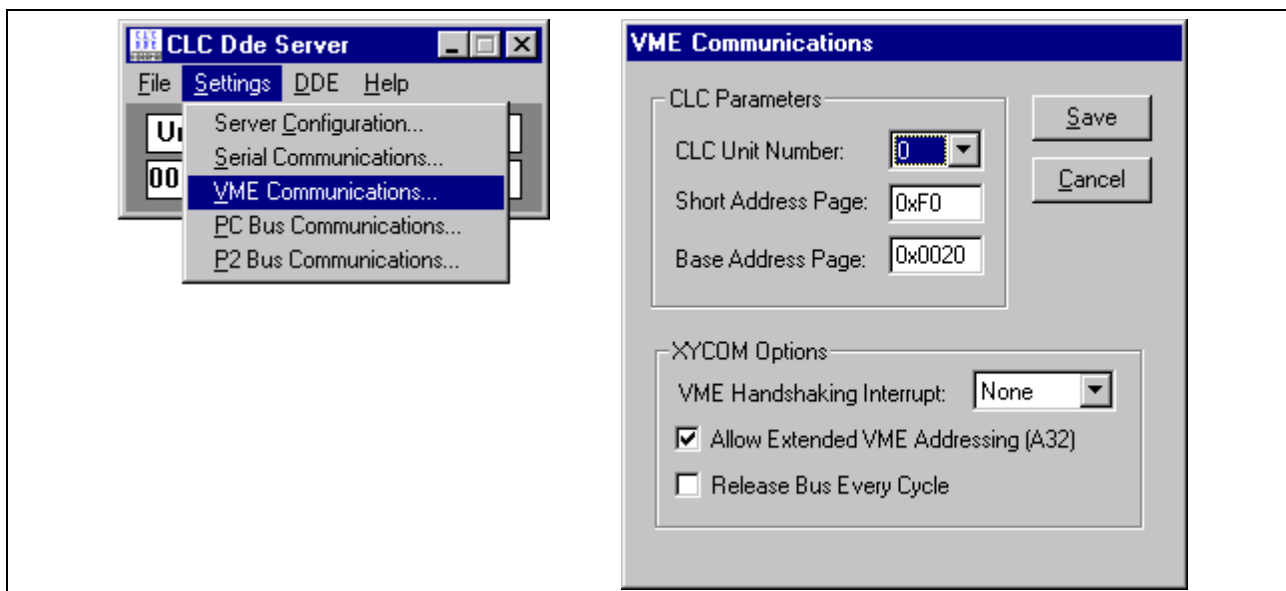 CLC Dde Server
File Settings DDE Help
Server Configuration...
Serial Communications...
00
VME Communications...
PC Bus Communications...
P2 Bus Communications...
VME Communications
CLC Parameters
CLC Unit Number: 0
Short Address Page: 0xF0
Base Address Page: 0x0020
Save
Cancel
XYCOM Options
VME Handshaking Interrupt: None
Allow Extended VME Addressing (A32)
Release Bus Every Cycle